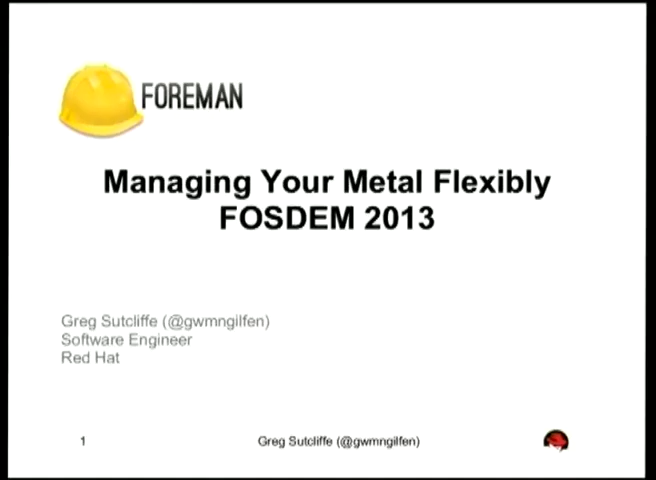 FOREMAN
Managing Your Metal Flexibly
FOSDEM 2013
Greg Sutcliffe (@gwmngilfen)
Software Engineer
Red Hat
1
Greg Sutcliffe (@gwmngilfen)